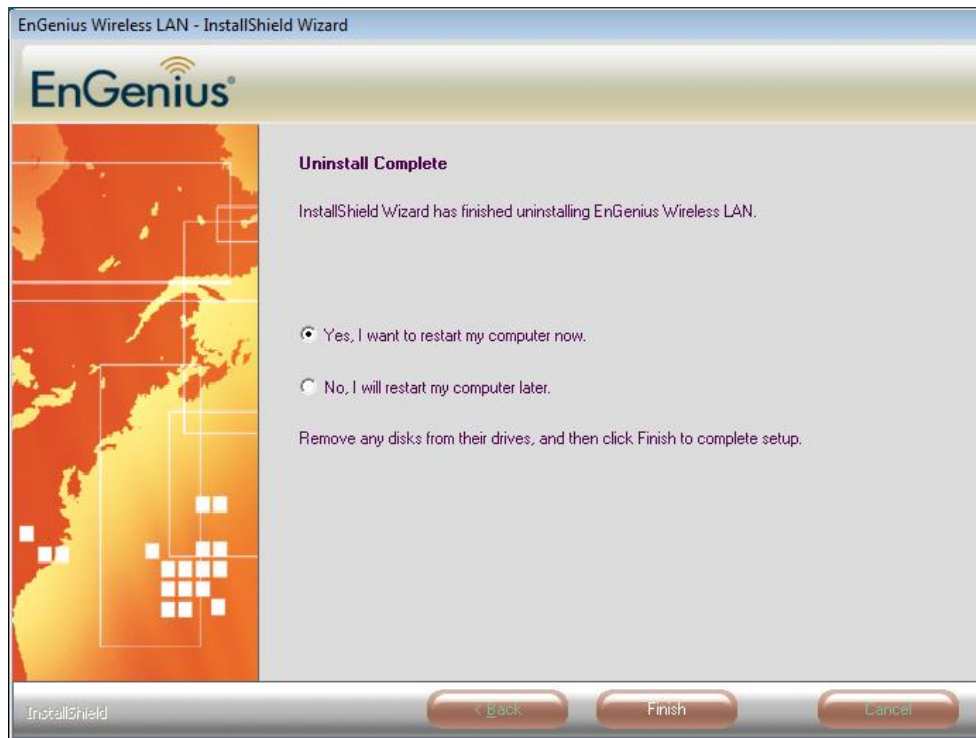 EnGenius Wireless LAN - InstallShield Wizard
EnGenius®
Uninstall Complete
InstallShield Wizard has finished uninstalling EnGenius Wireless LAN.
Yes, I want to restart my computer now.
No, I will restart my computer later.
Remove any disks from their drives, and then click Finish to complete setup.
InstallShield
< Back
Finish
Cancel